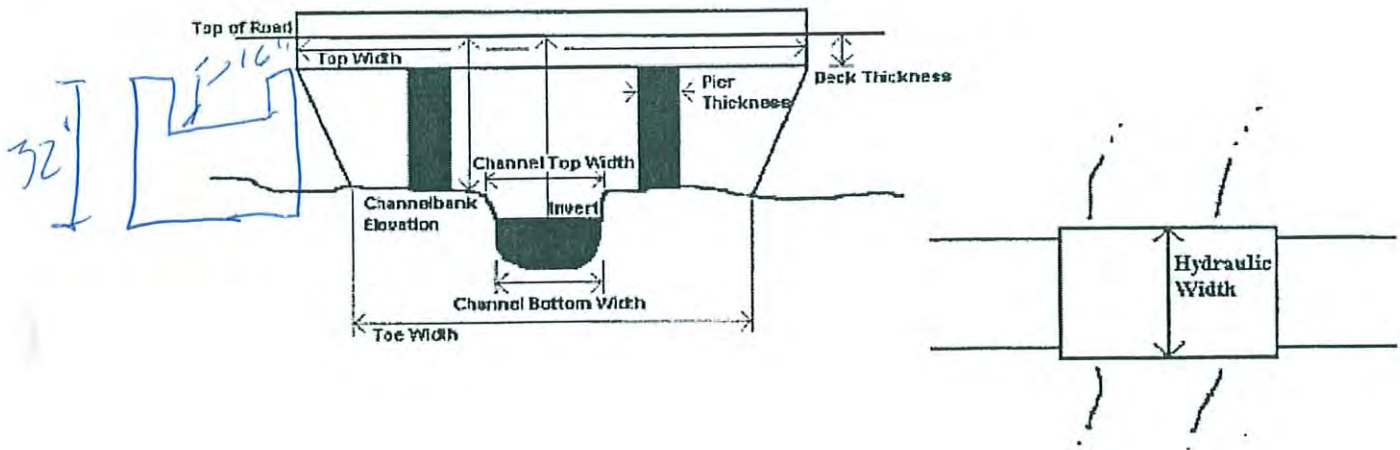 Top of Road
16"
Top Width
Deck Thickness
Pier
Thickness
32'
Channel Top Width
Channelbank
Elevation
Invert
Hydraulic
Width
Channel Bottom Width
Toe Width